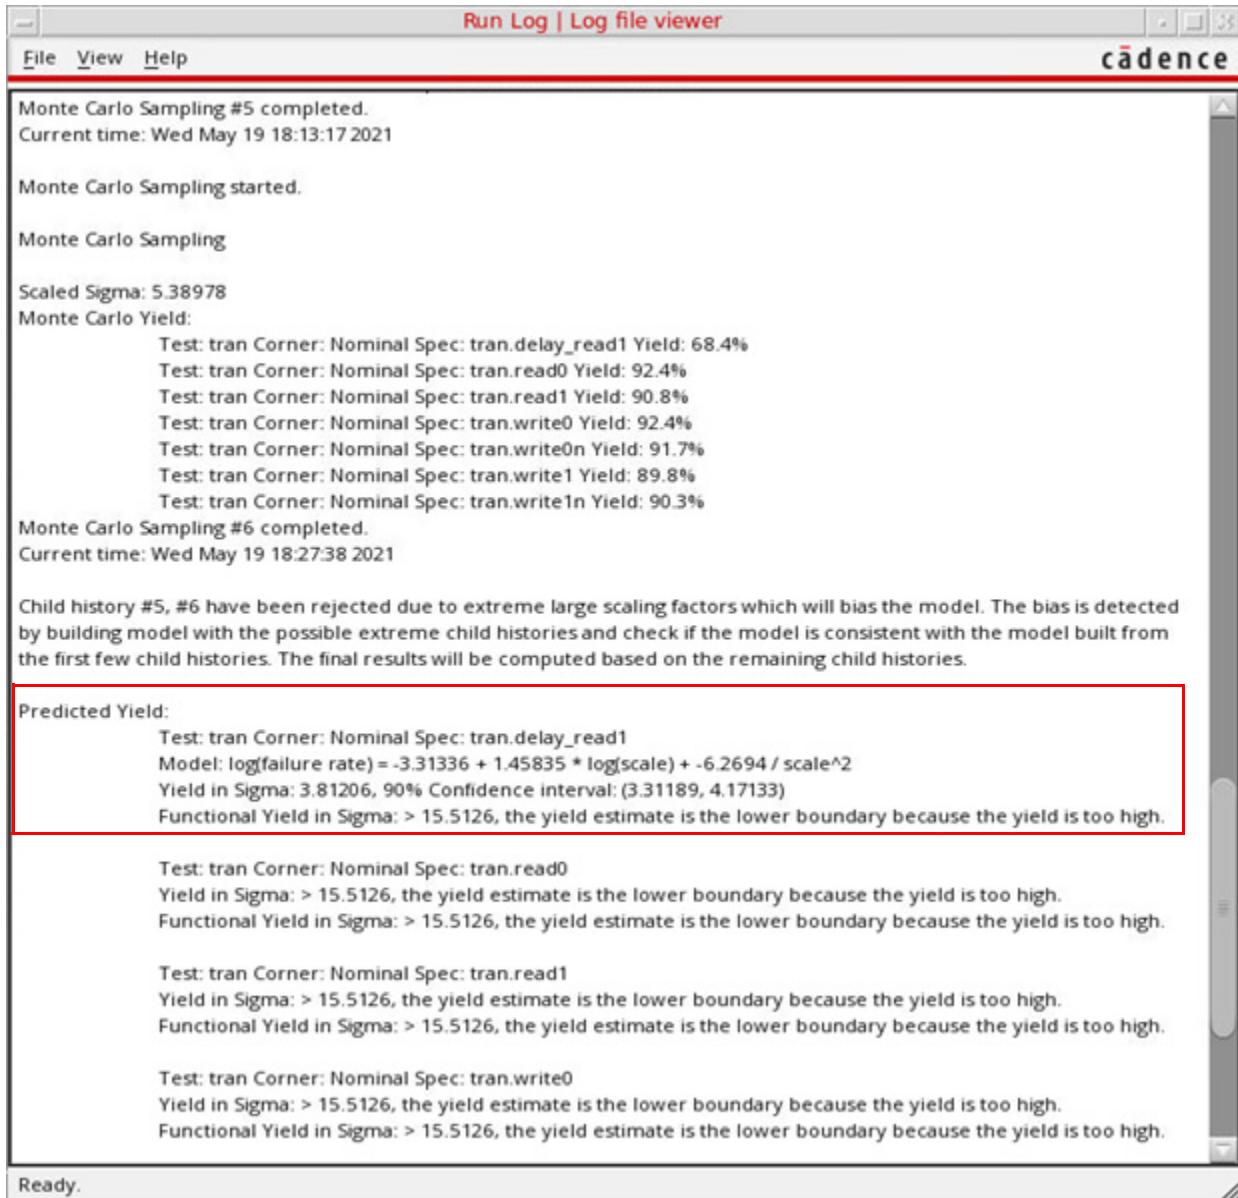 Run Log | Log file viewer
File View Help
cādence
Monte Carlo Sampling #5 completed.
Current time: Wed May 19 18:13:17 2021
Monte Carlo Sampling started.
Monte Carlo Sampling
Scaled Sigma: 5.38978
Monte Carlo Yield:
Test: tran Corner: Nominal Spec: tran.delay_read1 Yield: 68.4%
Test: tran Corner: Nominal Spec: tran.read0 Yield: 92.4%
Test: tran Corner: Nominal Spec: tran.read1 Yield: 90.8%
Test: tran Corner: Nominal Spec: tran.write0 Yield: 92.4%
Test: tran Corner: Nominal Spec: tran.write0n Yield: 91.7%
Test: tran Corner: Nominal Spec: tran.write1 Yield: 89.8%
Test: tran Corner: Nominal Spec: tran.write1n Yield: 90.3%
Monte Carlo Sampling #6 completed.
Current time: Wed May 19 18:27:38 2021
Child history #5, #6 have been rejected due to extreme large scaling factors which will bias the model. The bias is detected
by building model with the possible extreme child histories and check if the model is consistent with the model built from
the first few child histories. The final results will be computed based on the remaining child histories.
Predicted Yield:
Test: tran Corner: Nominal Spec: tran.delay_read1
Model: log(failure rate) = -3.31336 + 1.45835 * log(scale) + -6.2694 / scale^2
Yield in Sigma: 3.81206, 90% Confidence interval: (3.31189, 4.17133)
Functional Yield in Sigma: > 15.5126, the yield estimate is the lower boundary because the yield is too high.
Test: tran Corner: Nominal Spec: tran.read0
Yield in Sigma: > 15.5126, the yield estimate is the lower boundary because the yield is too high.
Functional Yield in Sigma: > 15.5126, the yield estimate is the lower boundary because the yield is too high.
Test: tran Corner: Nominal Spec: tran.read1
Yield in Sigma: > 15.5126, the yield estimate is the lower boundary because the yield is too high.
Functional Yield in Sigma: > 15.5126, the yield estimate is the lower boundary because the yield is too high.
Test: tran Corner: Nominal Spec: tran.write0
Yield in Sigma: > 15.5126, the yield estimate is the lower boundary because the yield is too high.
Functional Yield in Sigma: > 15.5126, the yield estimate is the lower boundary because the yield is too high.
Ready.